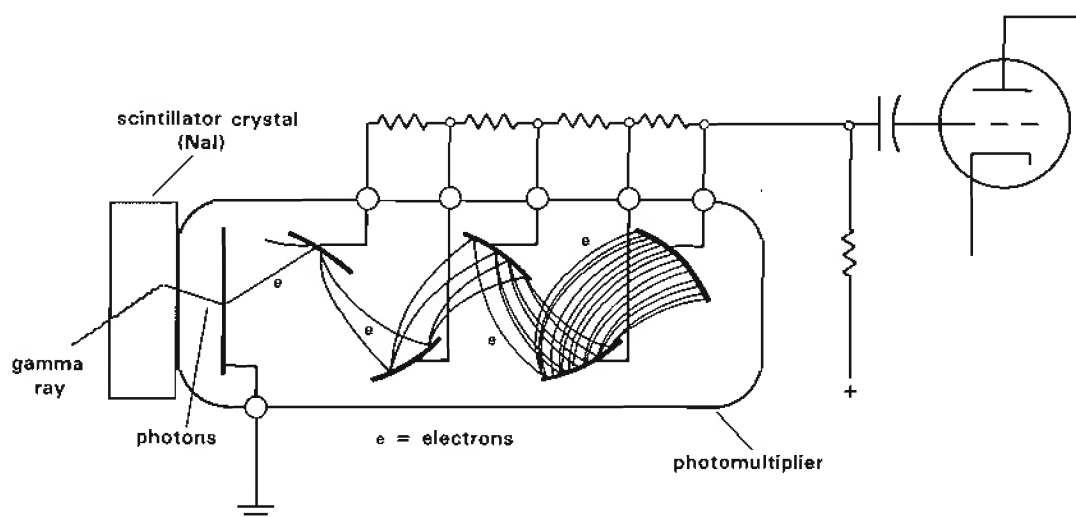 scintillator crystal
(NaI)
e
e
e
e
gamma
ray
photons
e = electrons
photomultiplier
+